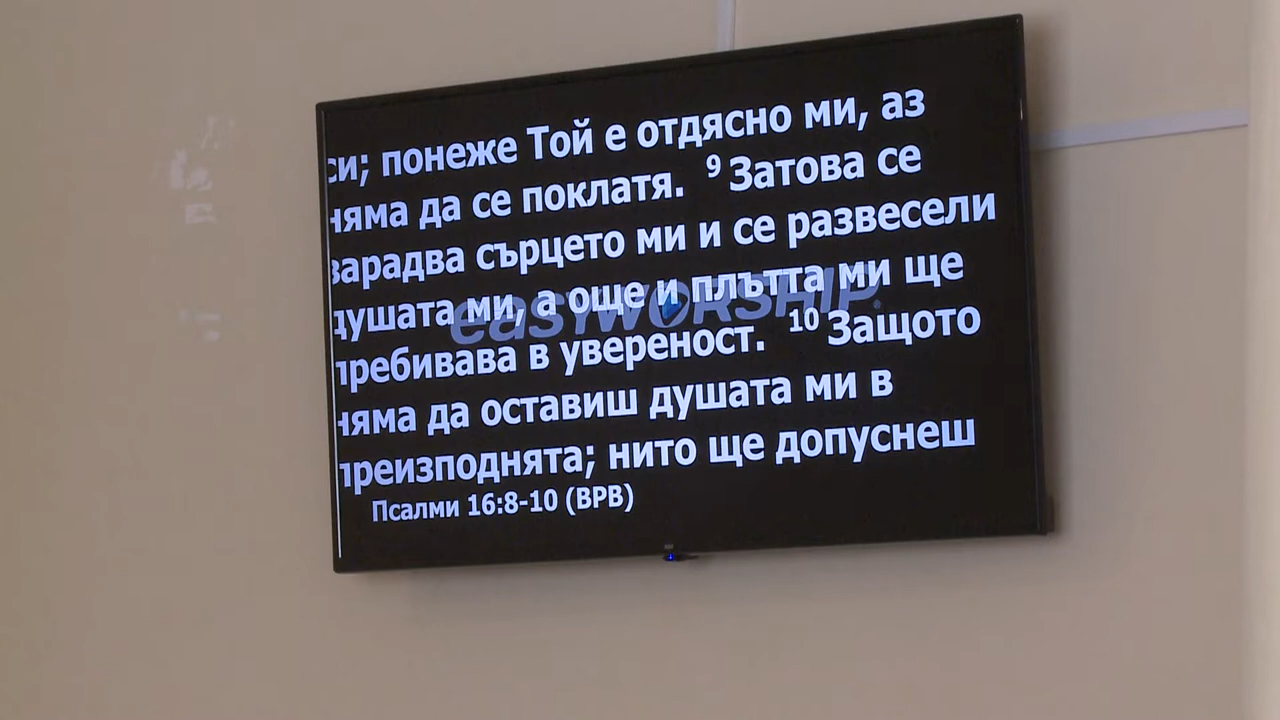 си; понеже Той е отдясно ми, аз
няма да се поклатя. 9 Затова се
зарадва сърцето ми и се развесели
душата ми, а още и плътта ми ще
easyworship
пребивава в увереност. 10 Защото
няма да оставиш душата ми в
преизподнята; нито ще допуснеш
Псалми 16:8-10 (ВРВ)